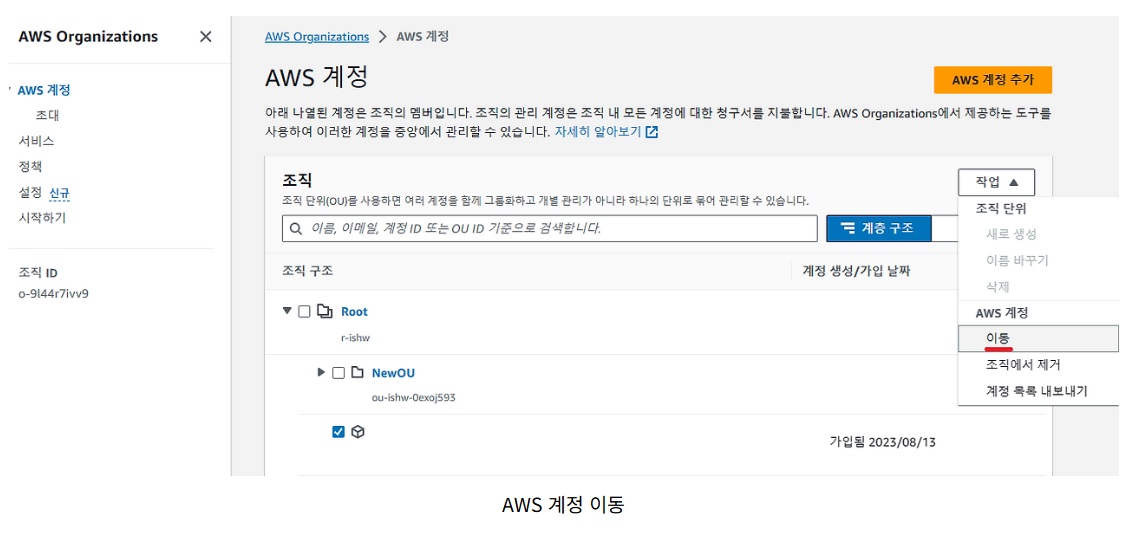 AWS Organizations
AWS 계정
초대
서비스
정책
설정 신규
시작하기
조직 ID
o-9l44r7ivv9
AWS Organizations > AWS 계정
AWS 계정
AWS 계정 추가
아래 나열된 계정은 조직의 멤버입니다. 조직의 관리 계정은 조직 내 모든 계정에 대한 청구서를 지불합니다. AWS Organizations에서 제공하는 도구를
사용하여 이러한 계정을 중앙에서 관리할 수 있습니다. 자세히 알아보기
조직
조직 단위(OU)를 사용하면 여러 계정을 함께 그룹화하고 개별 관리가 아니라 하나의 단위로 묶어 관리할 수 있습니다.
이름, 이메일, 계정 ID 또는 OU ID 기준으로 검색합니다.
계층 구조
작업
조직 단위
새로 생성
이름 바꾸기
삭제
AWS 계정
이동
조직에서 제거
계정 목록 내보내기
조직 구조
계정 생성/가입 날짜
Root
r-ishw
NewOU
ou-ishw-0exoj593
가입됨 2023/08/13
AWS 계정 이동